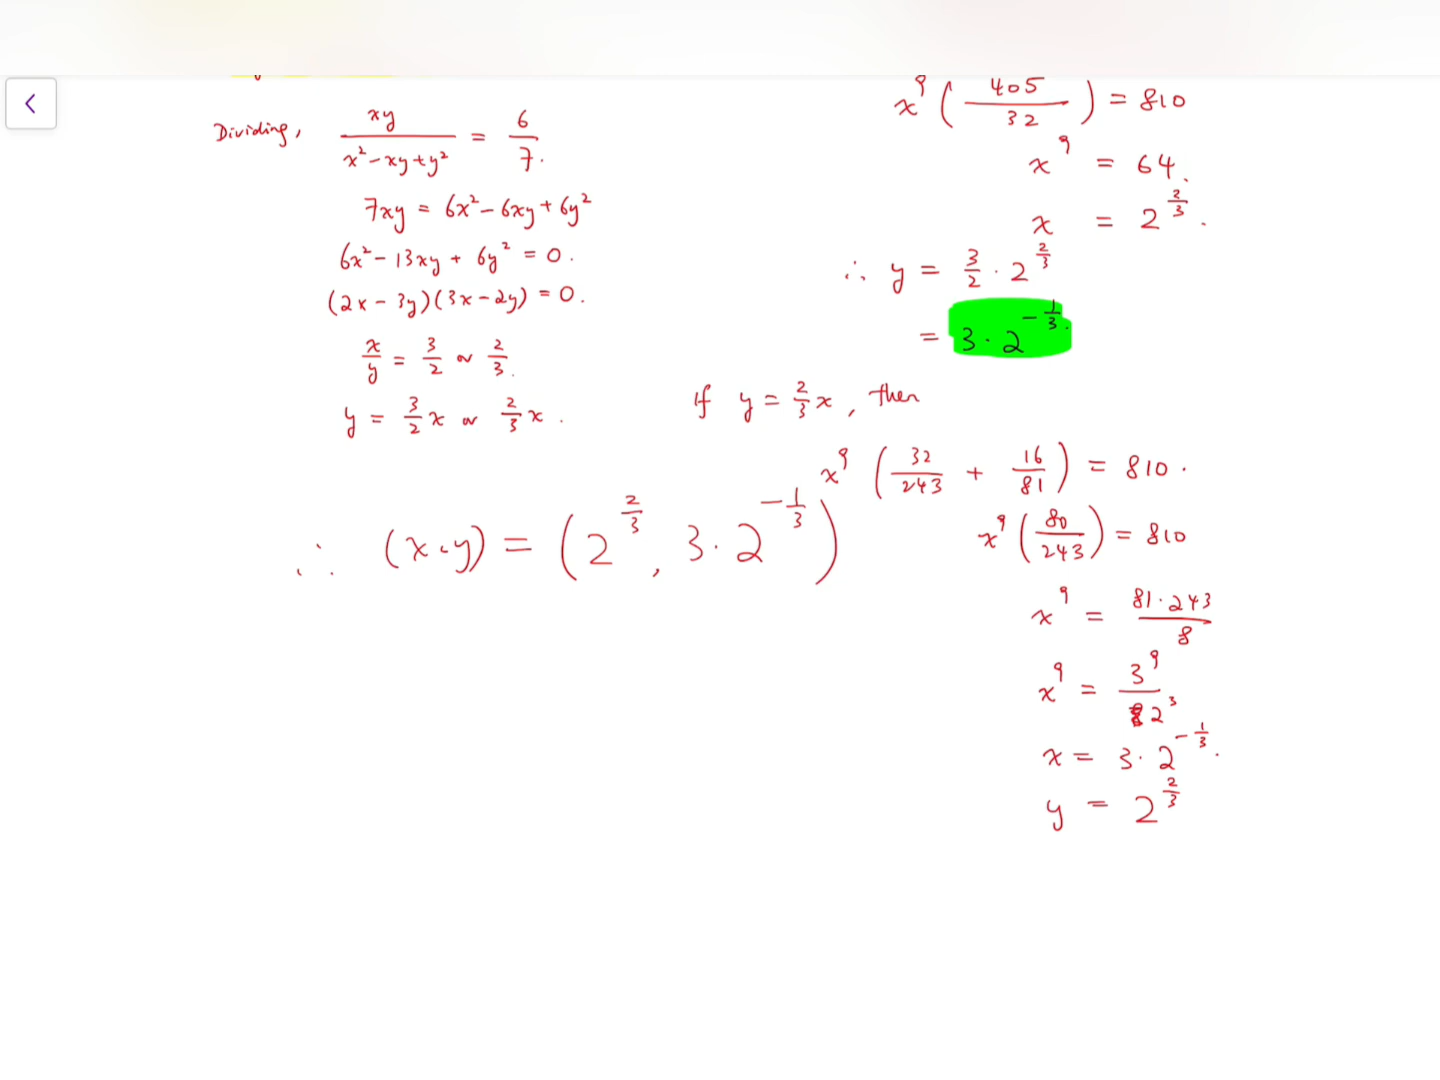 Dividing, xy / (x² - xy + y²) = 6/7.
7xy = 6x² - 6xy + 6y²
6x² - 13xy + 6y² = 0.
(2x - 3y)(3x - 2y) = 0.
x/y = 3/2 or 2/3.
y = 3/2 x or 2/3 x.
∴ (x, y) = (2^(2/3), 3·2^(-1/3))
x⁹ (405/32) = 810
x⁹ = 64.
x = 2^(2/3).
∴ y = 3/2 · 2^(2/3)
= 3·2^(-1/3).
If y = 2/3 x, then
x⁹ (32/243 + 16/81) = 810.
x⁹ (80/243) = 810
x⁹ = 81·243 / 8
x⁹ = 3⁹ / 2³
x = 3·2^(-1/3).
y = 2^(2/3)